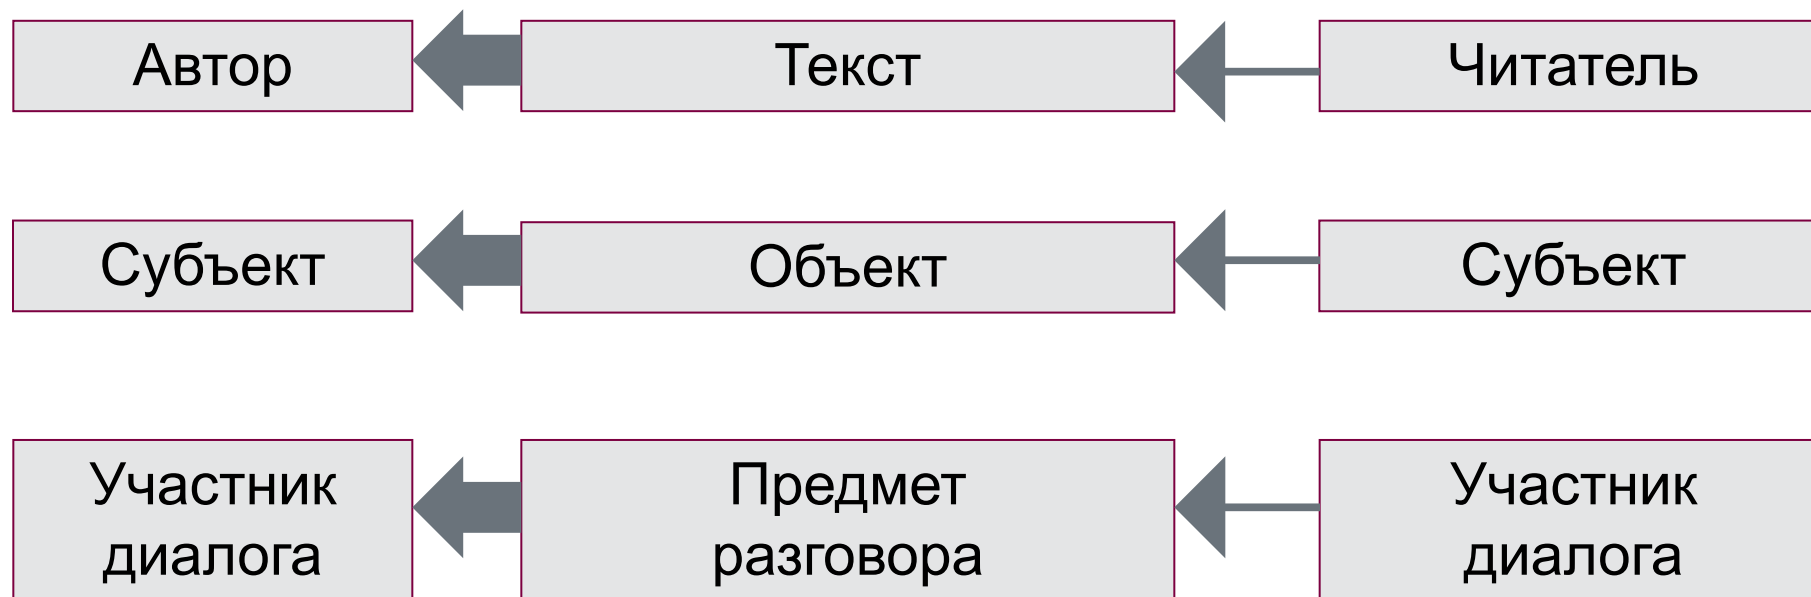 Автор
Текст
Читатель
Субъект
Объект
Субъект
Участник
диалога
Предмет
разговора
Участник
диалога